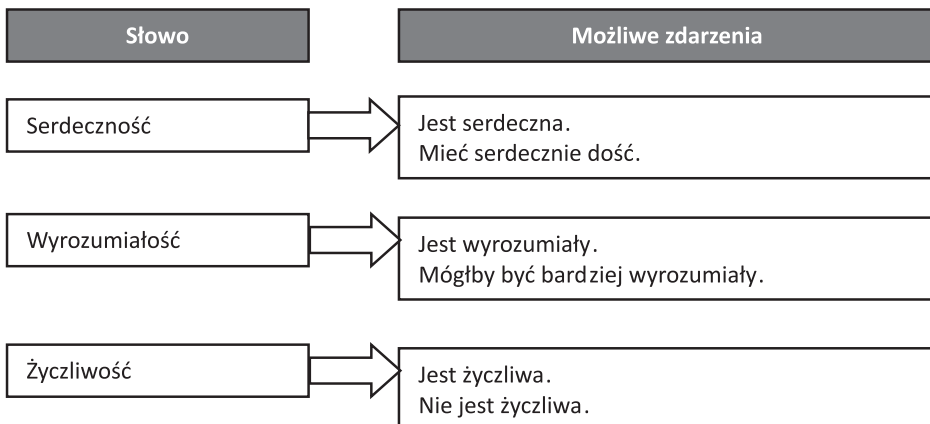 Słowo
Możliwe zdarzenia
Serdeczność
Jest serdeczna.
Mieć serdecznie dość.
Wyrozumiałość
Jest wyrozumiały.
Mógłby być bardziej wyrozumiały.
Życzliwość
Jest życzliwa.
Nie jest życzliwa.